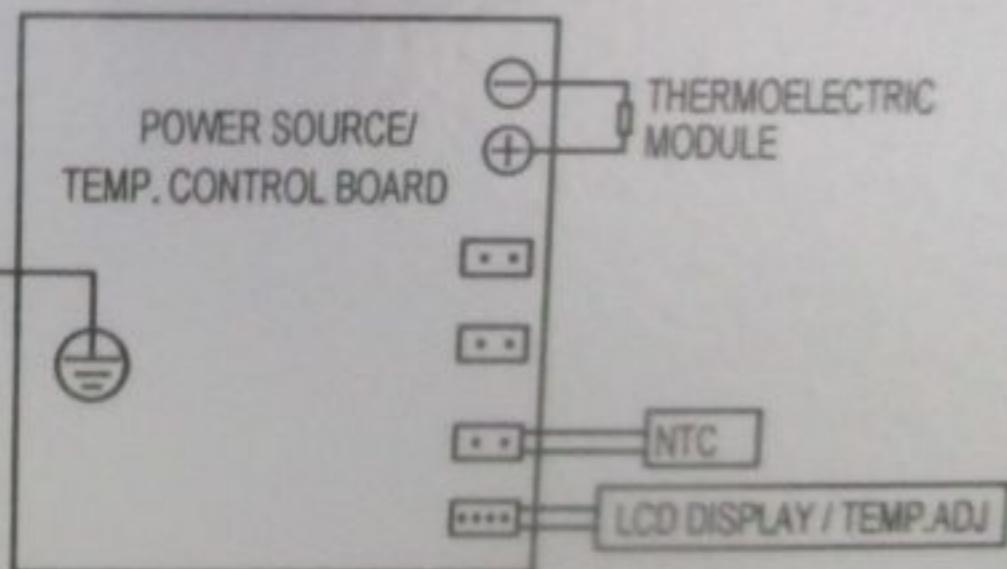 POWER SOURCE/
TEMP. CONTROL BOARD
THERMOELECTRIC
MODULE
NTC
LCD DISPLAY / TEMP.ADJ